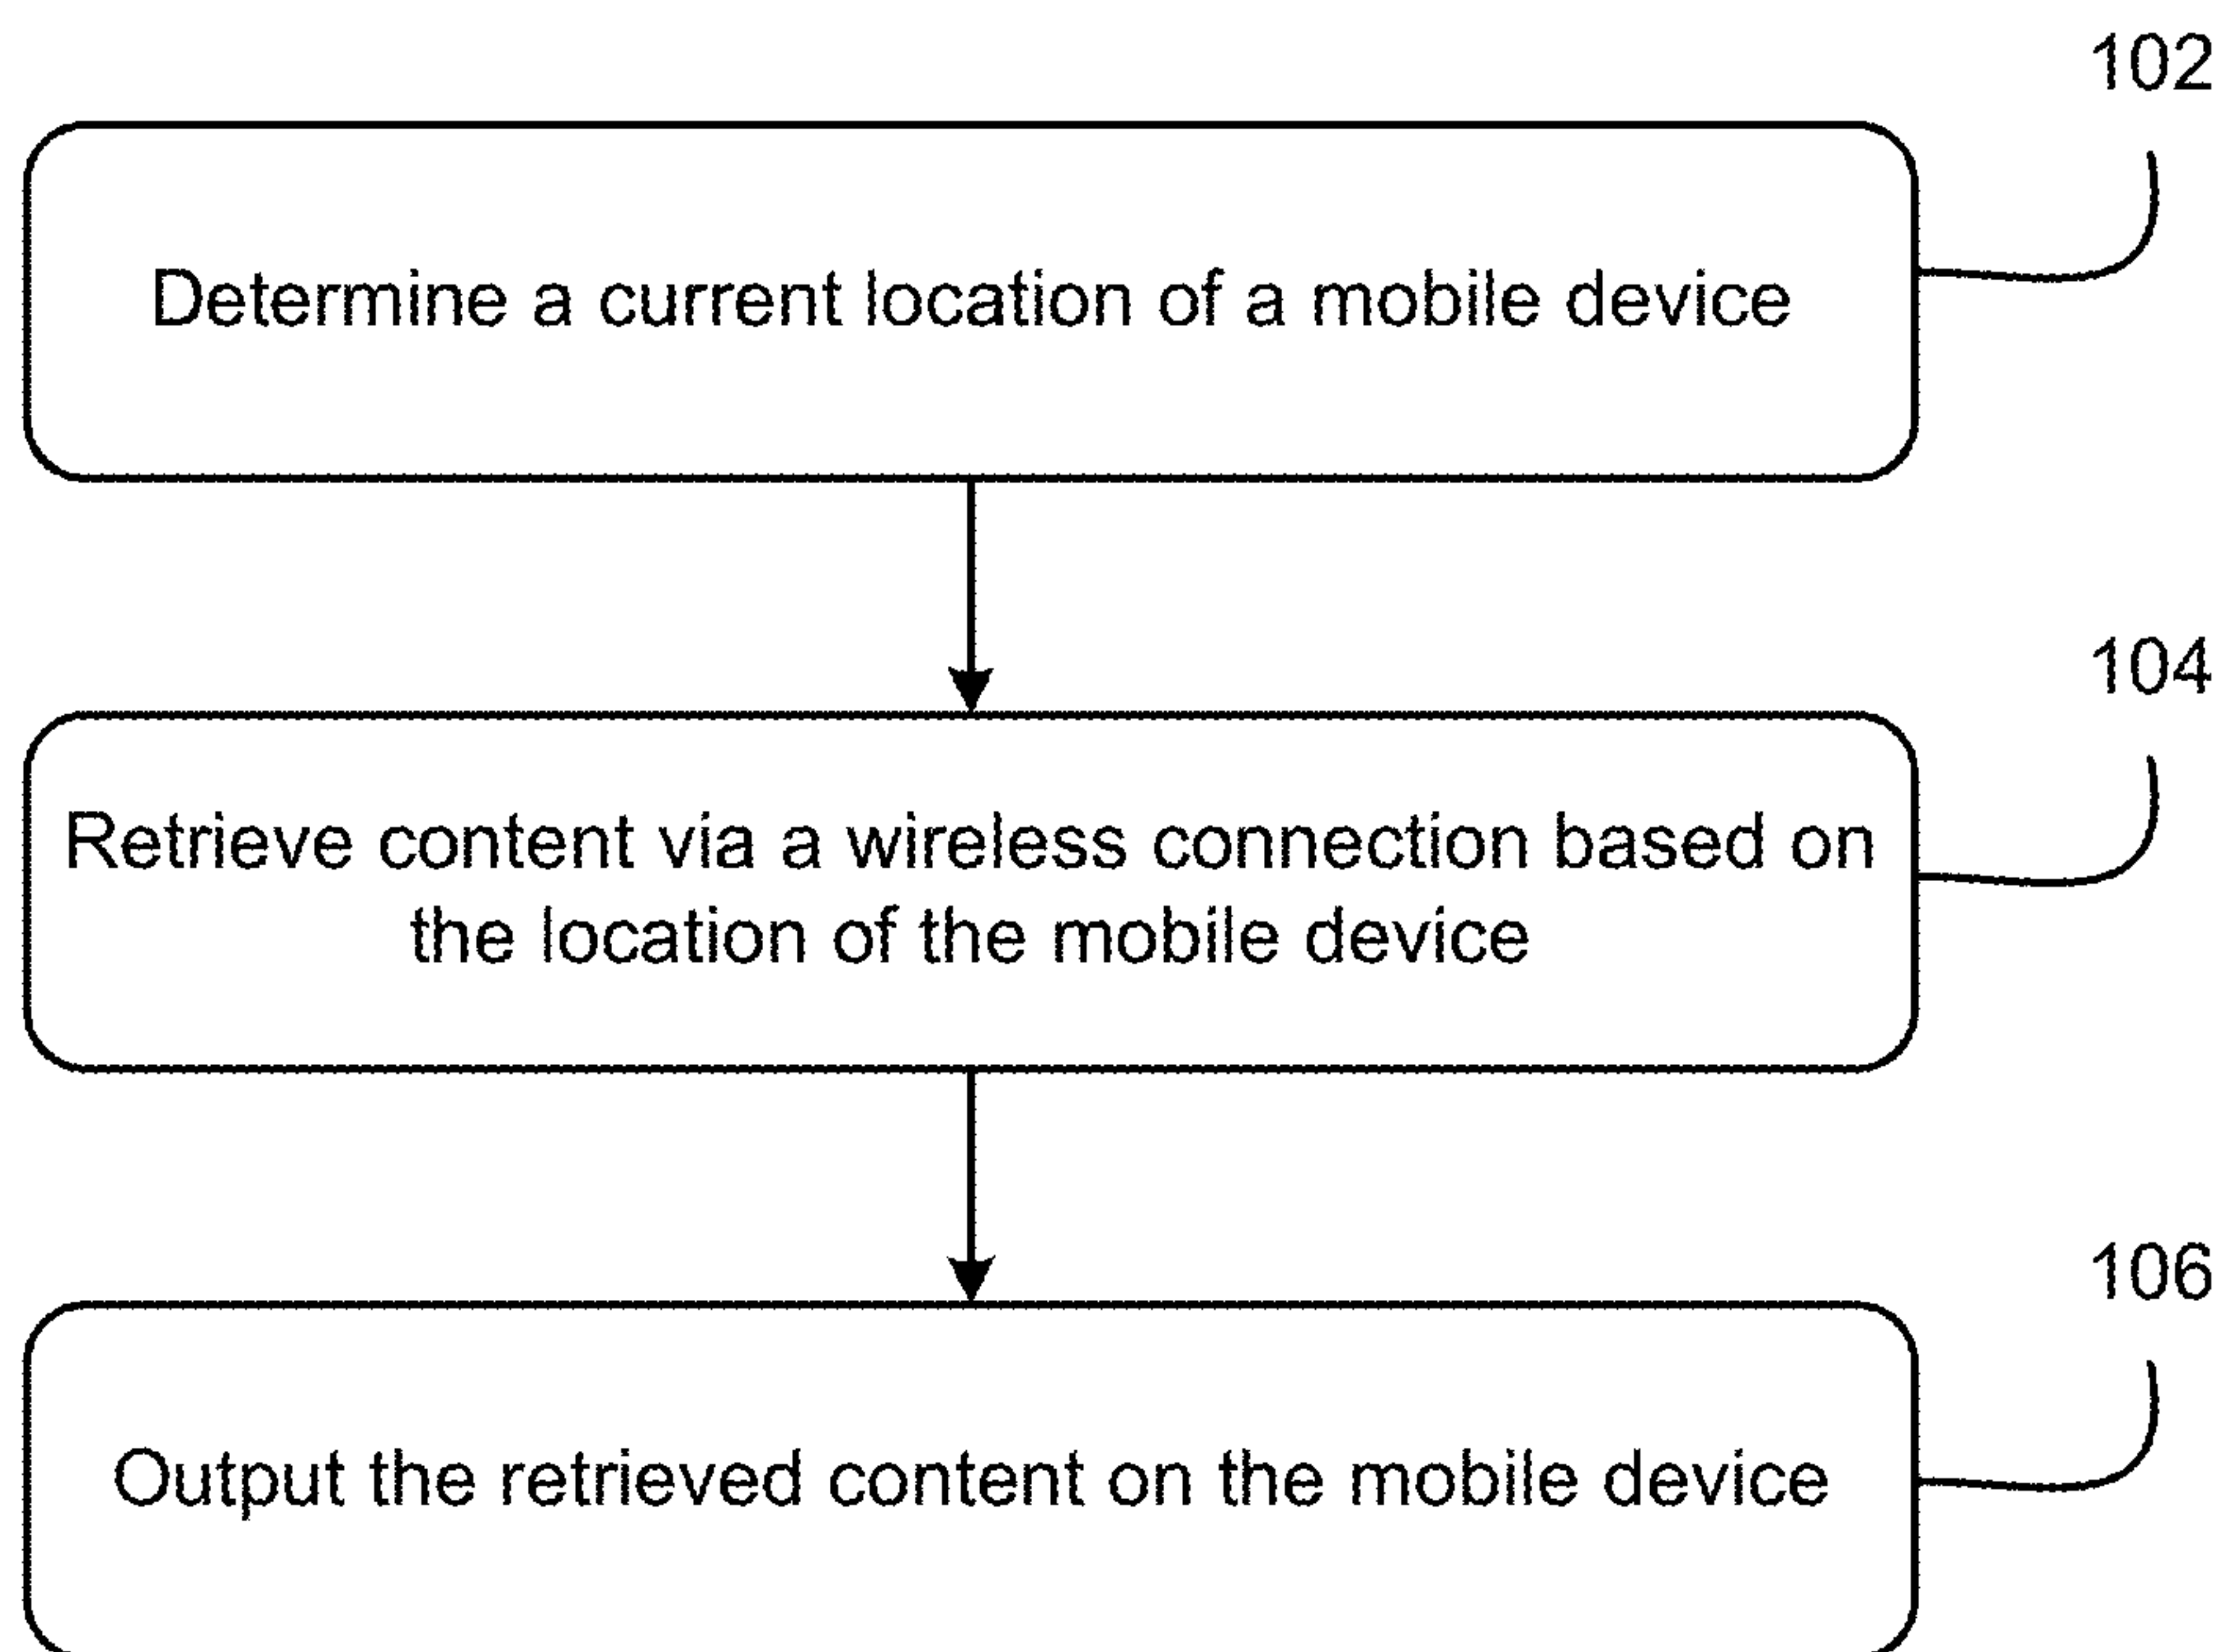 102
Determine a current location of a mobile device
104
Retrieve content via a wireless connection based on
the location of the mobile device
106
Output the retrieved content on the mobile device